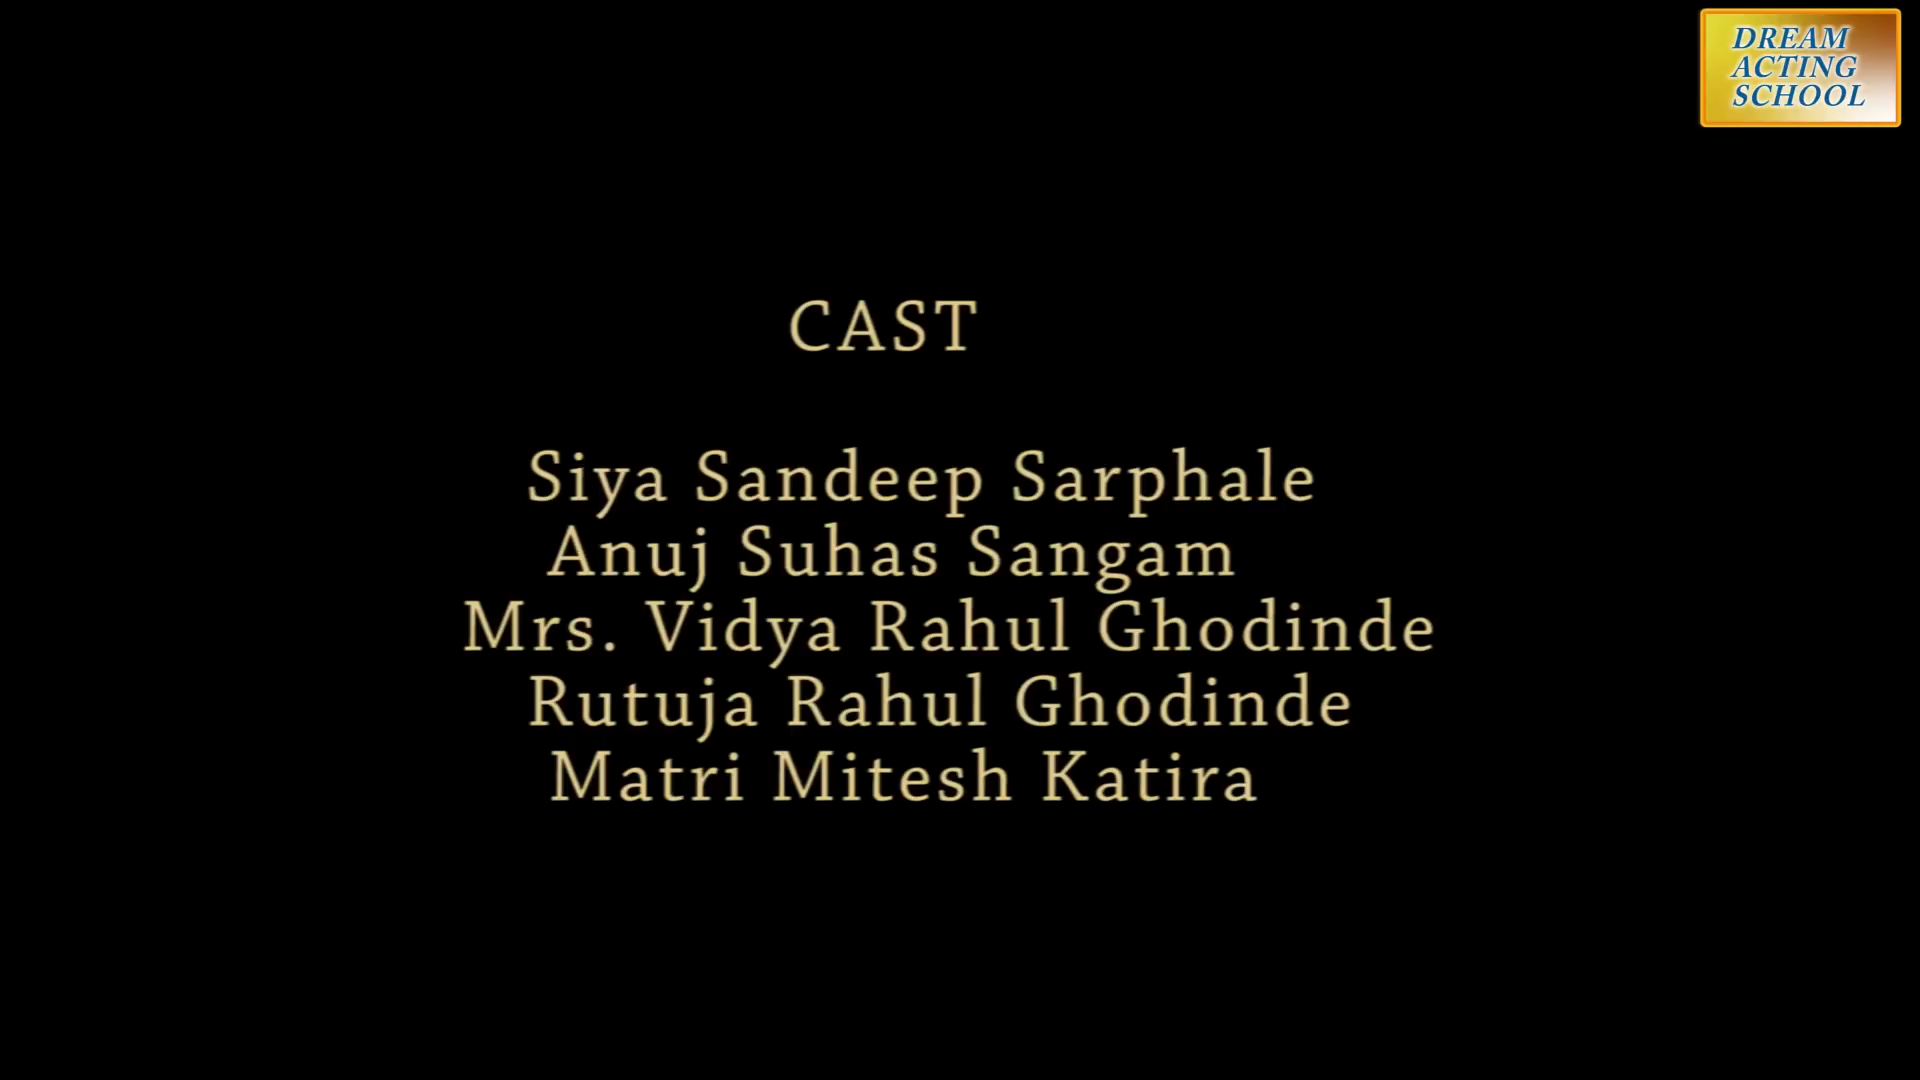 DREAM
ACTING
SCHOOL
CAST
Siya Sandeep Sarphale
Anuj Suhas Sangam
Mrs. Vidya Rahul Ghodinde
Rutuja Rahul Ghodinde
Matri Mitesh Katira